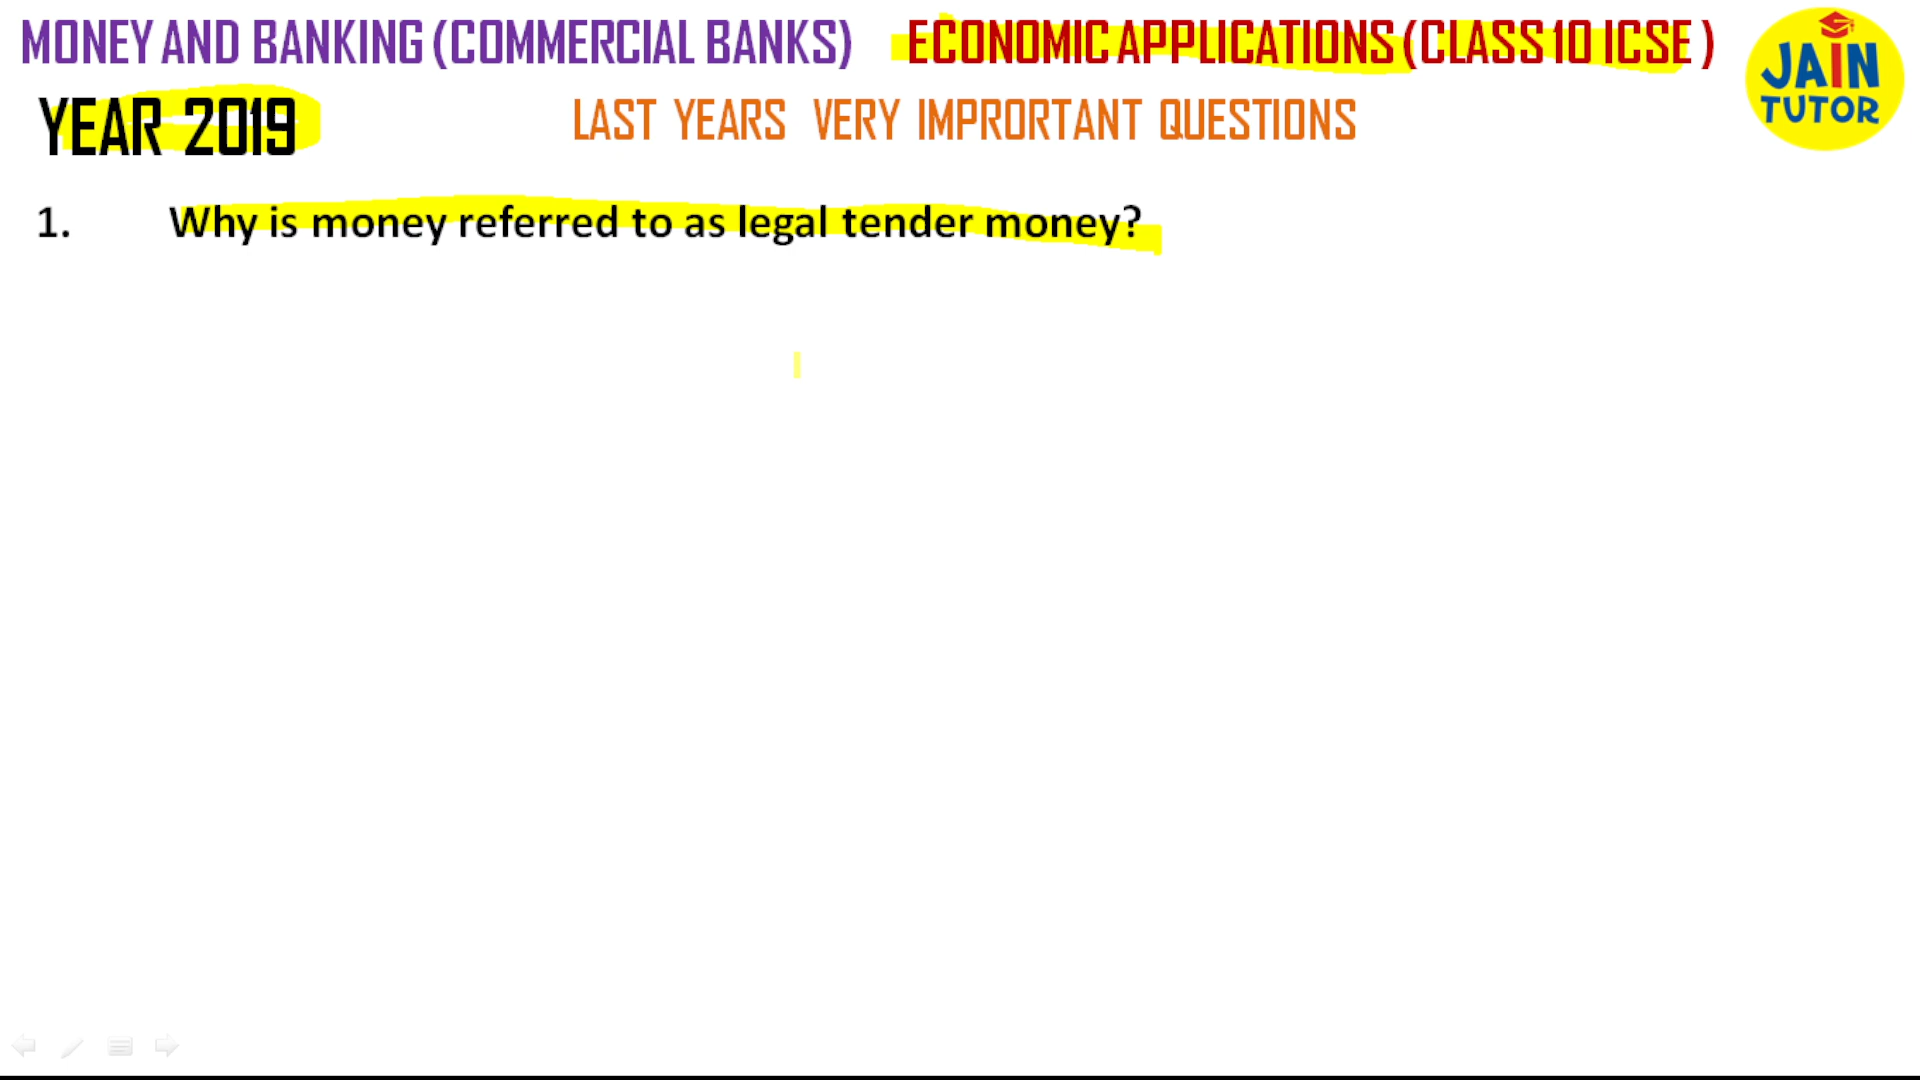 MONEY AND BANKING (COMMERCIAL BANKS) ECONOMIC APPLICATIONS (CLASS 10 ICSE )
JAIN
TUTOR
YEAR 2019 LAST YEARS VERY IMPRORTANT QUESTIONS
1. Why is money referred to as legal tender money?